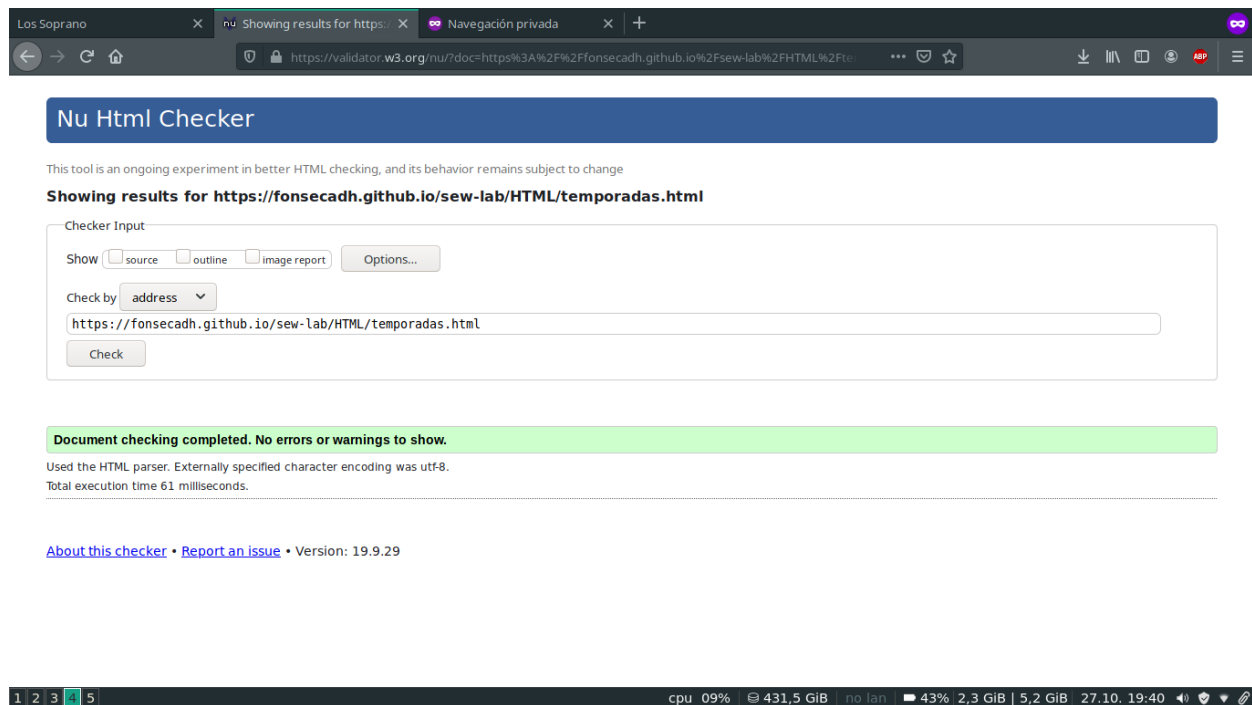 Los Soprano
Showing results for https:/
Navegación privada
https://validator.w3.org/nu/?doc=https%3A%2F%2Ffonsecadh.github.io%2Fsew-lab%2FHTML%2Fte
ABP
Nu Html Checker
This tool is an ongoing experiment in better HTML checking, and its behavior remains subject to change
Showing results for https://fonsecadh.github.io/sew-lab/HTML/temporadas.html
Checker Input
Show source outline image report Options...
Check by address
https://fonsecadh.github.io/sew-lab/HTML/temporadas.html
Check
Document checking completed. No errors or warnings to show.
Used the HTML parser. Externally specified character encoding was utf-8.
Total execution time 61 milliseconds.
About this checker • Report an issue • Version: 19.9.29
1 2 3 4 5 cpu 09% 431,5 GiB no lan 43% 2,3 GiB | 5,2 GiB 27.10. 19:40